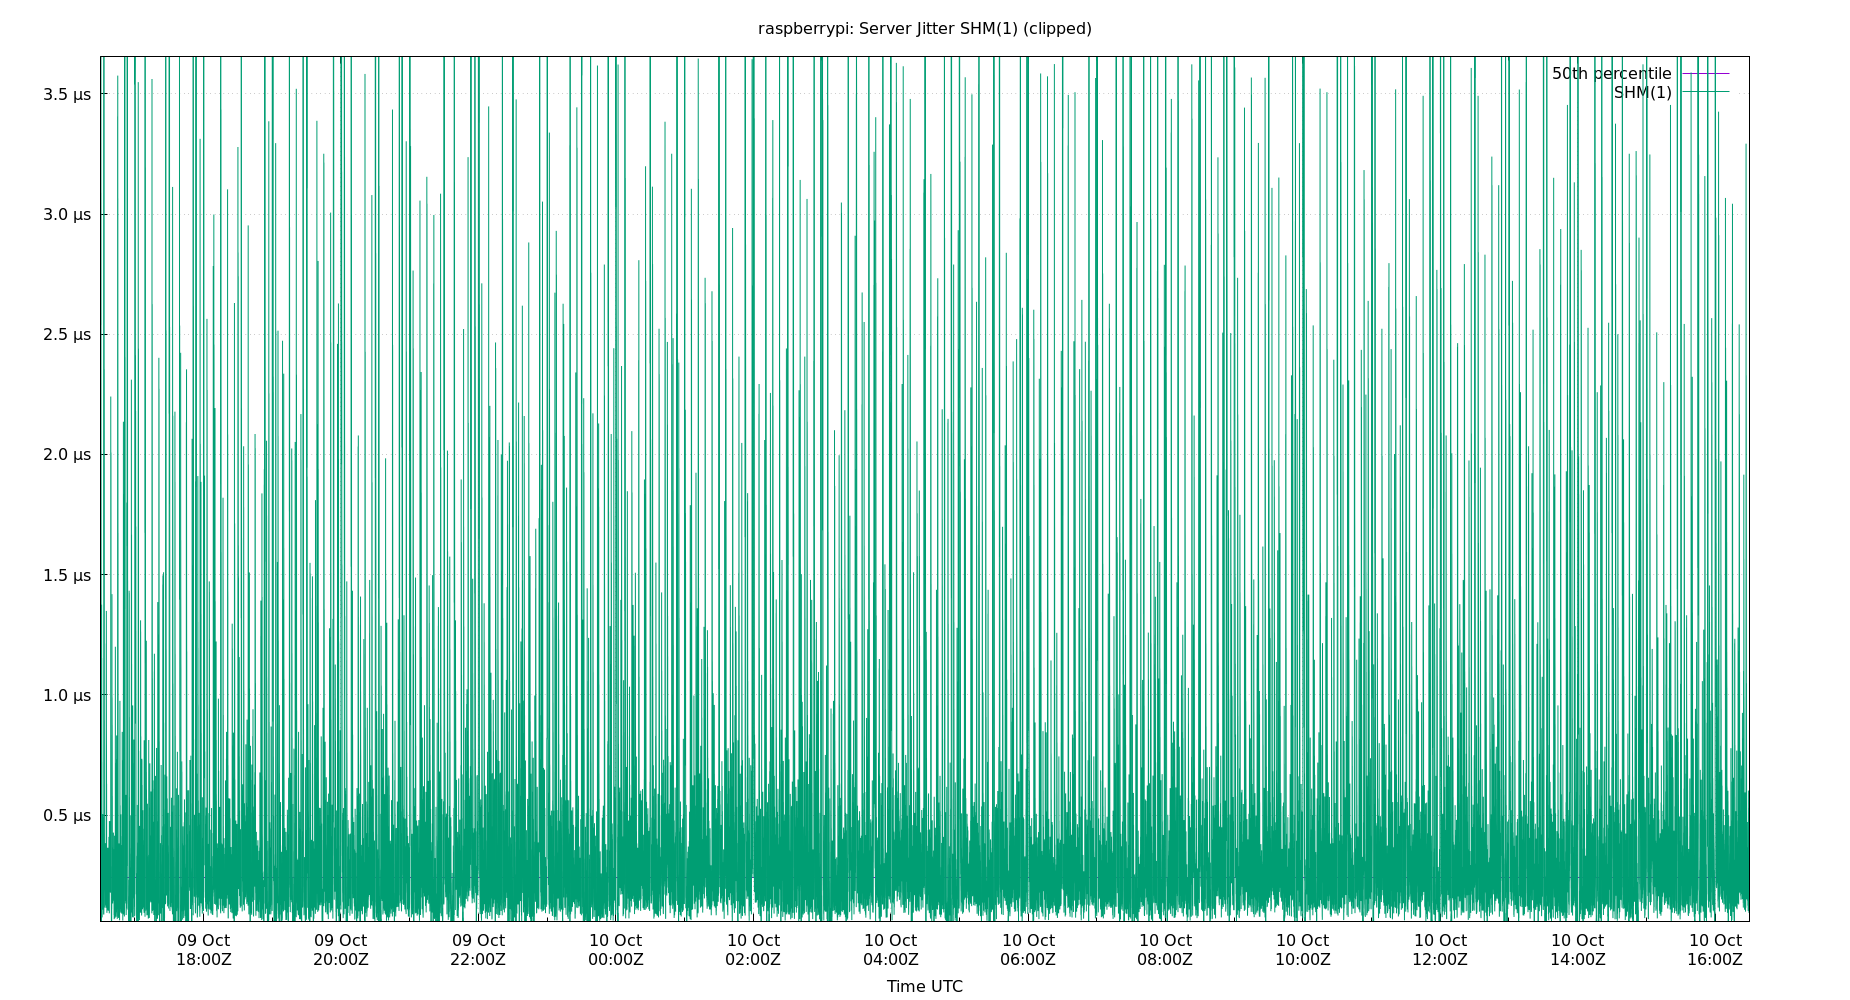 raspberrypi: Server Jitter SHM(1) (clipped)
50th percentile
SHM(1)
3.5 µs
3.0 µs
2.5 µs
2.0 µs
1.5 µs
1.0 µs
0.5 µs
09 Oct 09 Oct 09 Oct 10 Oct 10 Oct 10 Oct 10 Oct 10 Oct 10 Oct 10 Oct 10 Oct 10 Oct
18:00Z 20:00Z 22:00Z 00:00Z 02:00Z 04:00Z 06:00Z 08:00Z 10:00Z 12:00Z 14:00Z 16:00Z
Time UTC